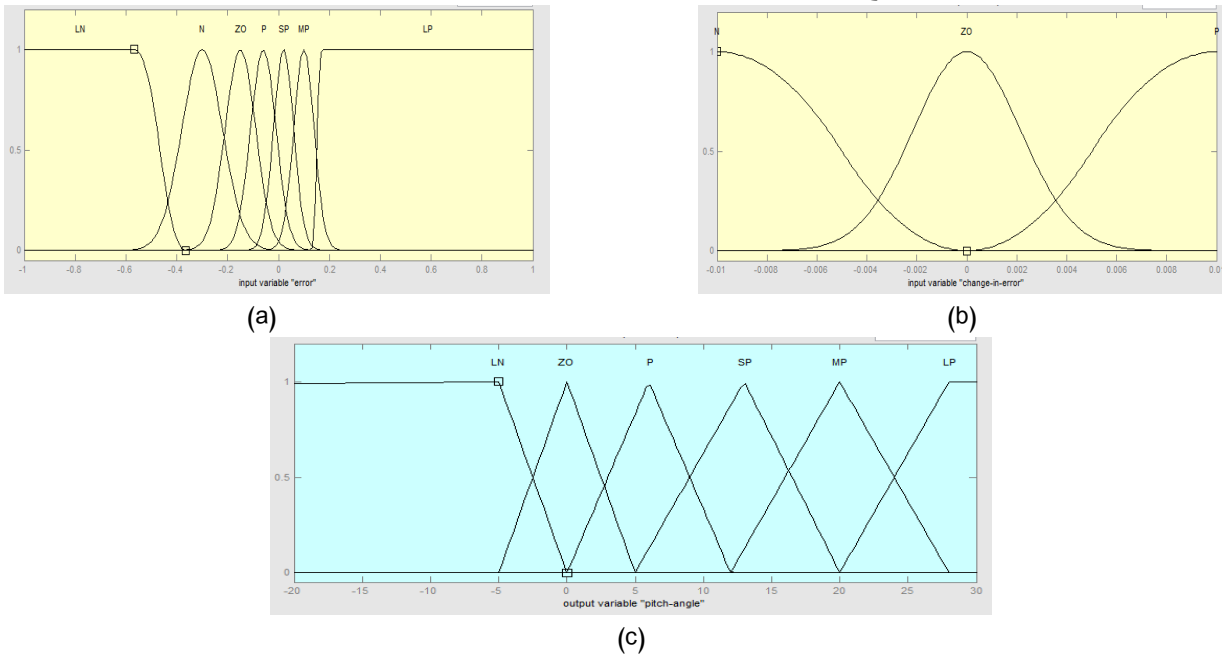 LN N ZO P SP MP LP
1
0.5
0
-1 -0.8 -0.6 -0.4 -0.2 0 0.2 0.4 0.6 0.8 1
input variable "error"
(a)
N ZO P
1
0.5
0
-0.01 -0.008 -0.006 -0.004 -0.002 0 0.002 0.004 0.006 0.008 0.01
input variable "change-in-error"
(b)
LN ZO P SP MP LP
1
0.5
0
-20 -15 -10 -5 0 5 10 15 20 25 30
output variable "pitch-angle"
(c)